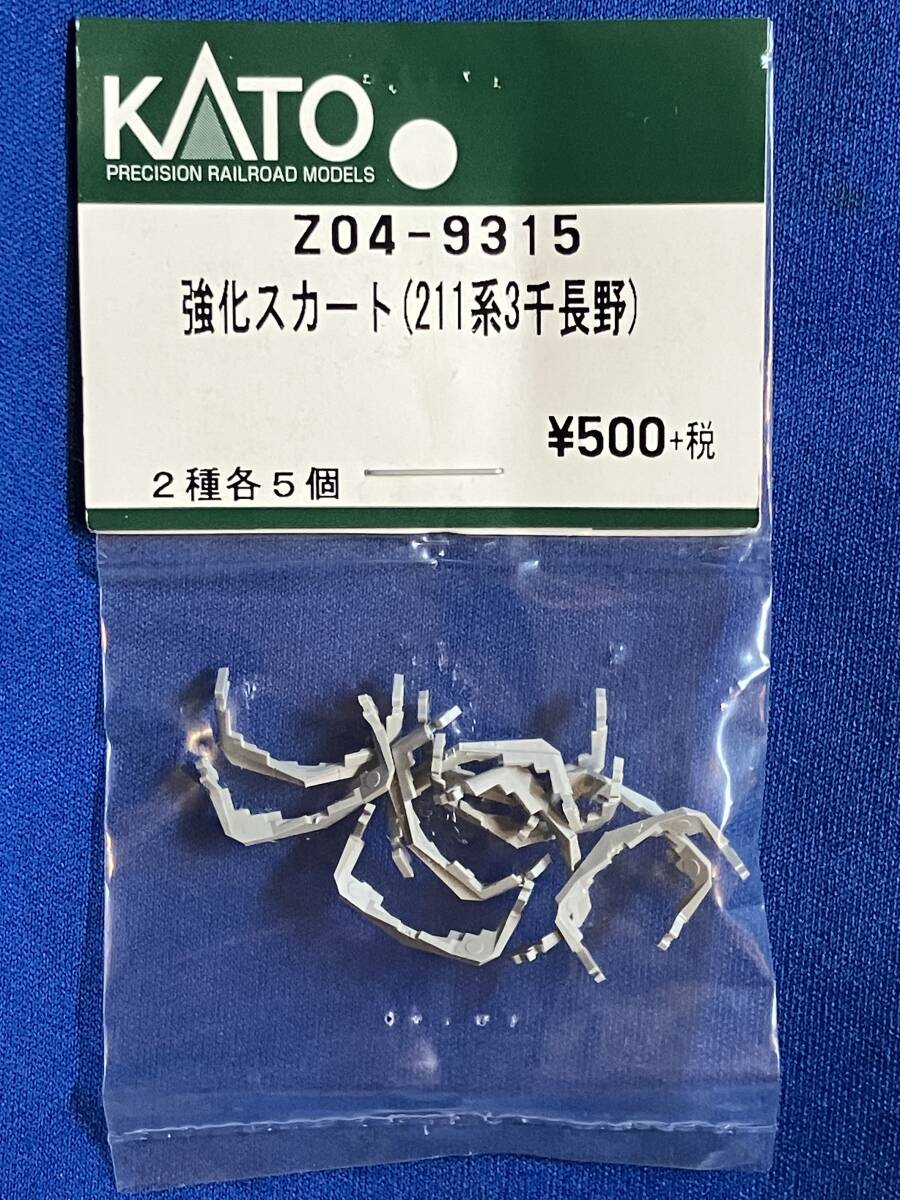 KATO
PRECISION RAILROAD MODELS
Z04-9315
強化スカート(211系3千長野)
¥500+税
2種各5個